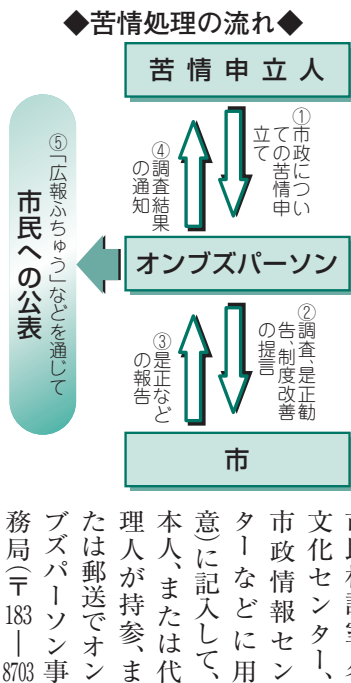 ◆苦情処理の流れ◆
苦情申立人
①市政につい
ての苦情申
立て
④調査結果
の通知
オンブズパーソン
⑤「広報ふちゅう」などを通じて
市民への公表
②調査、是正勧
告、制度改善
の提言
③是正など
の報告
市
文化センター、
市政情報セン
ターなどに用
意)に記入して、
本人、または代
理人が持参、ま
たは郵送でオン
ブズパーソン事
務局(〒183―8703